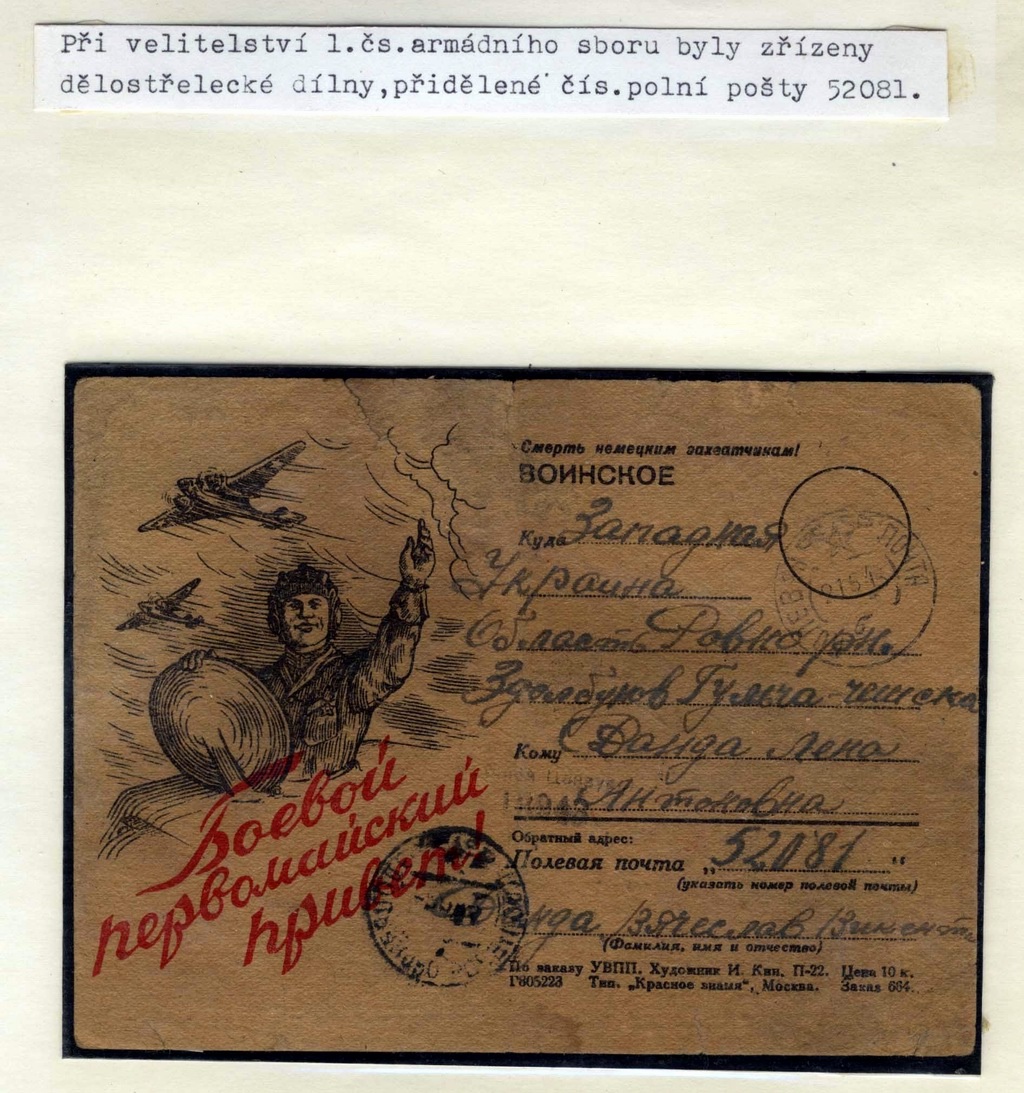 Při velitelství 1.čs.armádního sboru byly zřízeny
dělostřelecké dílny,přidělené čís.polní pošty 52081.
Смерть немецким захватчикам!
ВОИНСКОЕ
Куда Западная
Украина
Область Ровно рн.
Здолбунов Гульча-чешска
Кому Ванда Лена
Антоновна
Обратный адрес:
Полевая почта „52081"
(указать номер полевой почты)
Вячеслав
(Фамилия, имя и отчество)
По заказу УВПП. Художник И. Кин. П-22. Цена 10 к.
Г805223 Тип. „Красное знамя", Москва. Заказ 664.
Боевой
первомайский
привет!